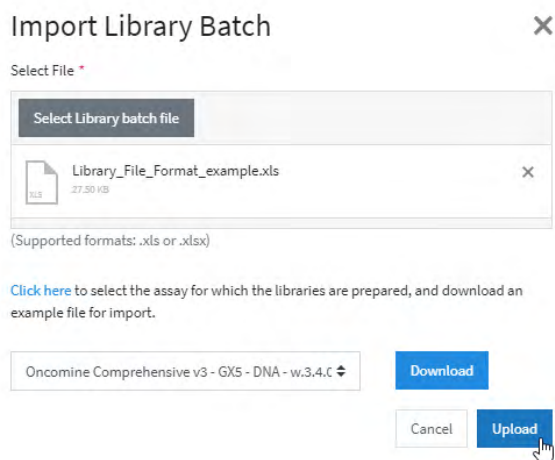 Import Library Batch
Select File *
Select Library batch file
Library_File_Format_example.xls
27.50 KB
XLS
(Supported formats: .xls or .xlsx)
Click here to select the assay for which the libraries are prepared, and download an
example file for import.
Oncomine Comprehensive v3 - GX5 - DNA - w.3.4.C
Download
Cancel
Upload